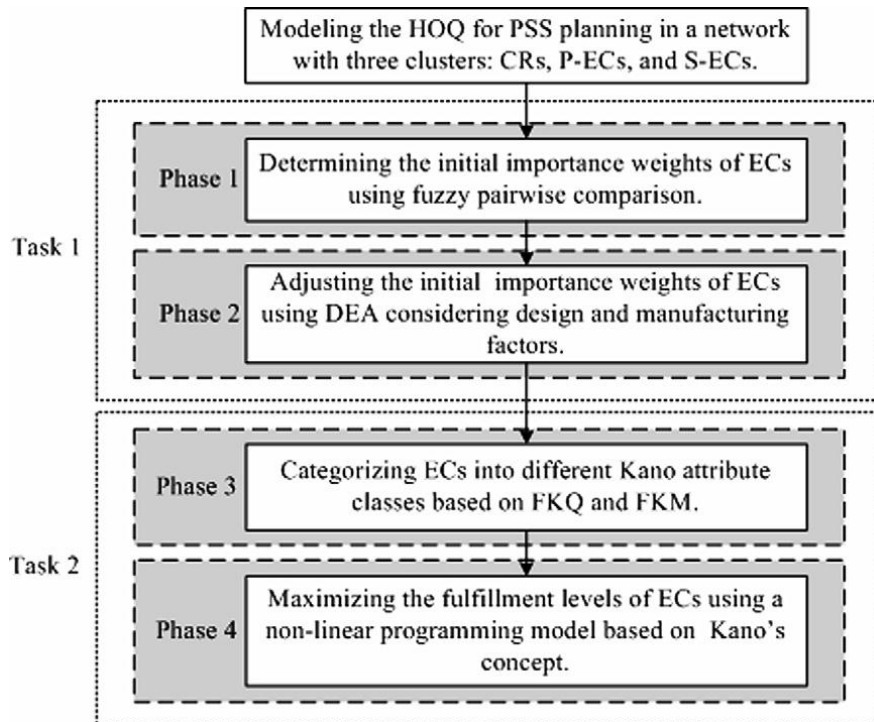 Modeling the HOQ for PSS planning in a network
with three clusters: CRs, P-ECs, and S-ECs.
Task 1
Phase 1
Determining the initial importance weights of ECs
using fuzzy pairwise comparison.
Phase 2
Adjusting the initial importance weights of ECs
using DEA considering design and manufacturing
factors.
Task 2
Phase 3
Categorizing ECs into different Kano attribute
classes based on FKQ and FKM.
Phase 4
Maximizing the fulfillment levels of ECs using a
non-linear programming model based on Kano's
concept.